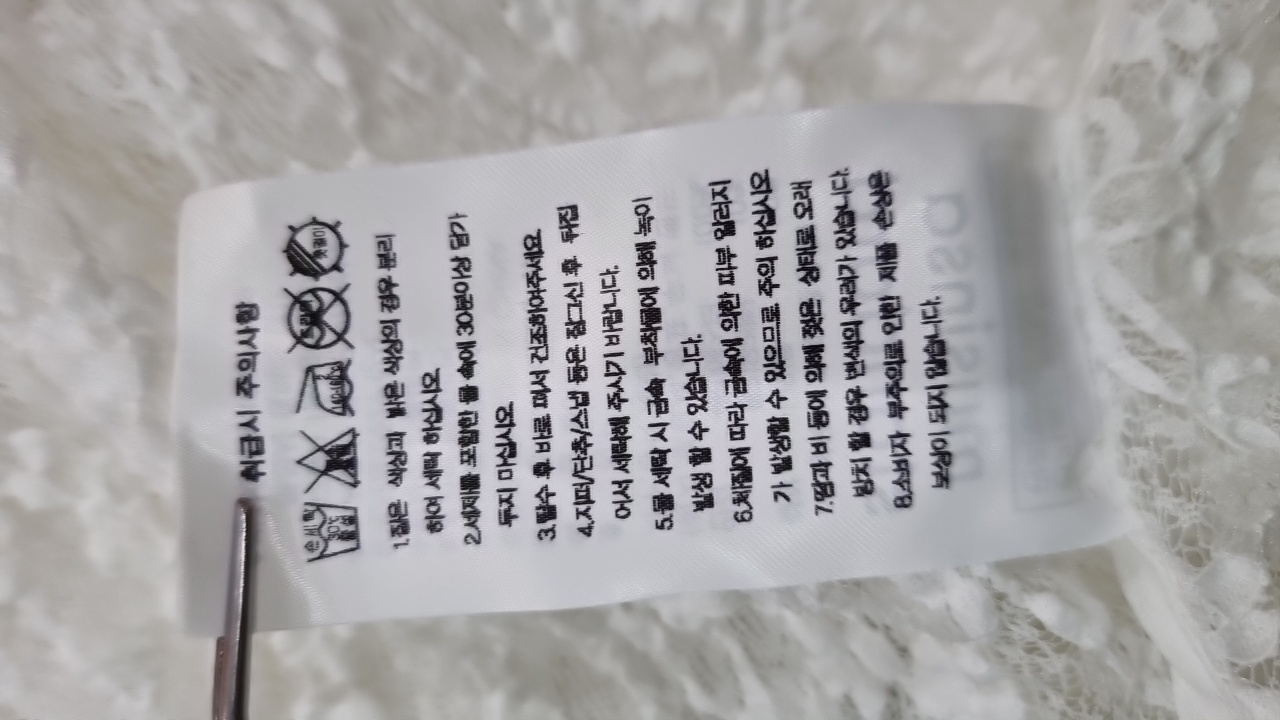 취급시 주의사항
손세탁
30℃
중성
옷걸이
1.짙은 색상과 밝은 색상의 경우 분리
하여 세탁 하십시오
2.세제를 포함한 물 속에 30분이상 담가
두지 마십시오.
3.탈수 후 바로 펴서 건조하여주세요
4.지퍼/단추/스냅 등은 잠그신 후 뒤집
어서 세탁해 주시기 바랍니다.
5.물 세탁 시 금속 부착물에 의해 녹이
발생 할 수 있습니다.
6.체질에 따라 금속에 의한 피부 알러지
가 발생할 수 있으므로 주의 하십시오
7.땀과 비 등에 의해 젖은 상태로 오래
방치 할 경우 변색의 우려가 있습니다.
8.소비자 부주의로 인한 제품 손상은
보상이 되지 않습니다.